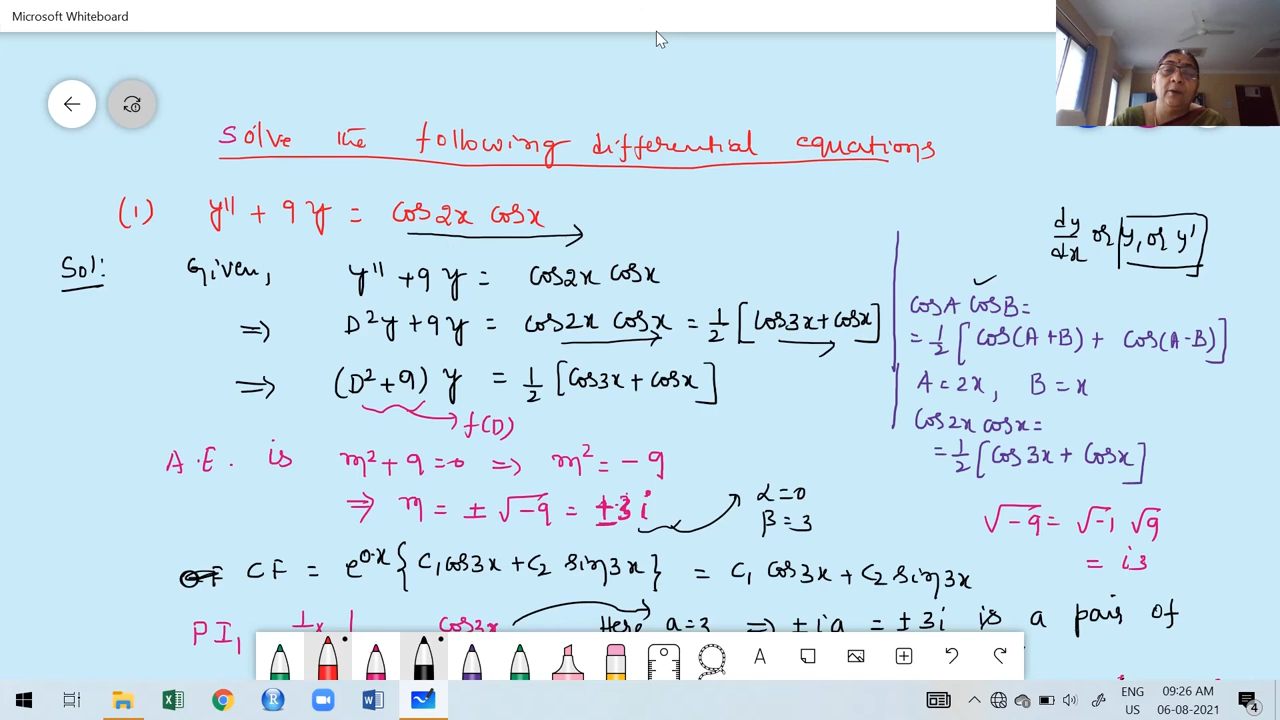 Microsoft Whiteboard
Solve the following differential equations
(1) y'' + 9y = cos2x cosx
Sol: Given, y'' + 9y = cos2x cosx
⇒ D²y + 9y = cos2x cosx = 1/2 [cos3x + cosx]
⇒ (D² + 9) y = 1/2 [cos3x + cosx]
→ f(D)
A.E. is m² + 9 = 0 ⇒ m² = -9
⇒ m = ± √-9 = ±3i
α = 0
β = 3
CF = e^0.x {C₁ cos3x + C₂ sin3x} = C₁ cos3x + C₂ sin3x
PI₁ cos3x Here a = 3 ⇒ ± ia = ± 3i is a pair of
dy/dx or y₁ or y'
cosA cosB =
= 1/2 [cos(A+B) + cos(A-B)]
A = 2x, B = x
cos2x cosx =
= 1/2 [cos3x + cosx]
√-9 = √-1 √9
= i3
ENG
US
09:26 AM
06-08-2021
4